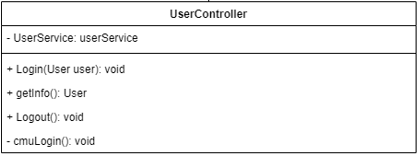 UserController
- UserService: userService
+ Login(User user): void
+ getInfo(): User
+ Logout(): void
- cmuLogin(): void